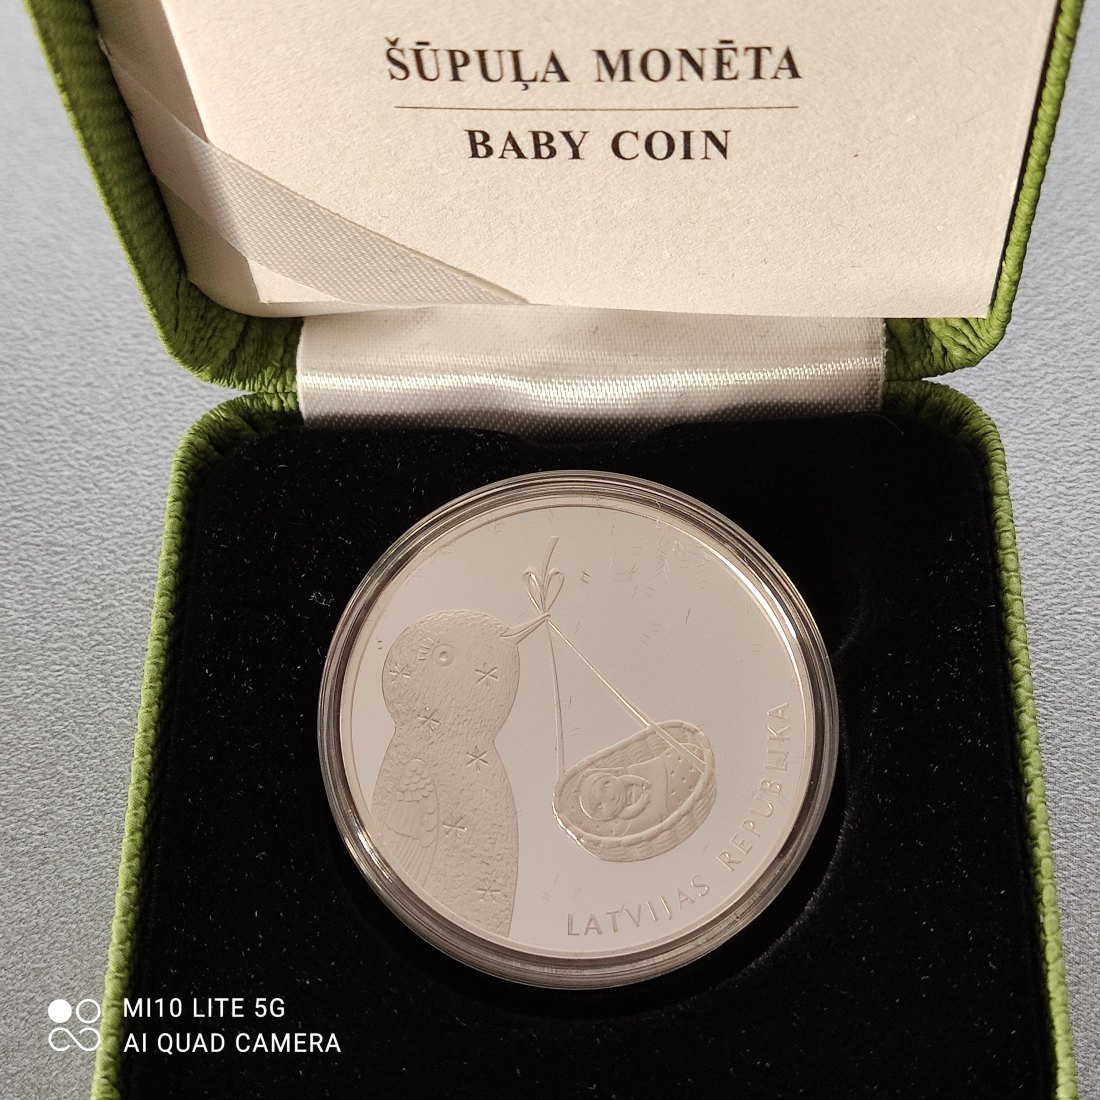 ŠŪPUĻA MONĒTA
BABY COIN
LATVIJAS REPUBLIKA
MI10 LITE 5G
AI QUAD CAMERA